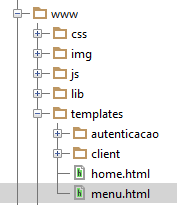 www
css
img
js
lib
templates
autenticacao
client
home.html
menu.html